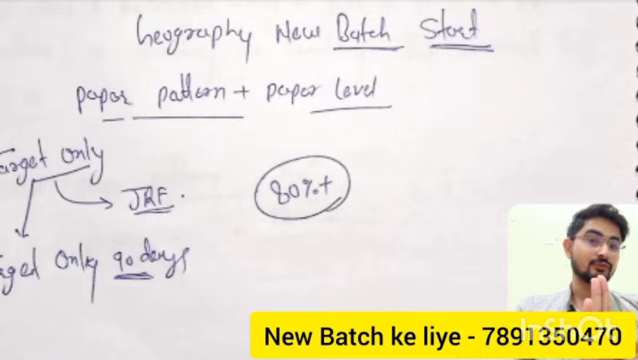 Geography New Batch Start
paper pattern + paper level
Target Only
JRF.
80%+
Only 90 days
New Batch ke liye - 7891350470
InShOt